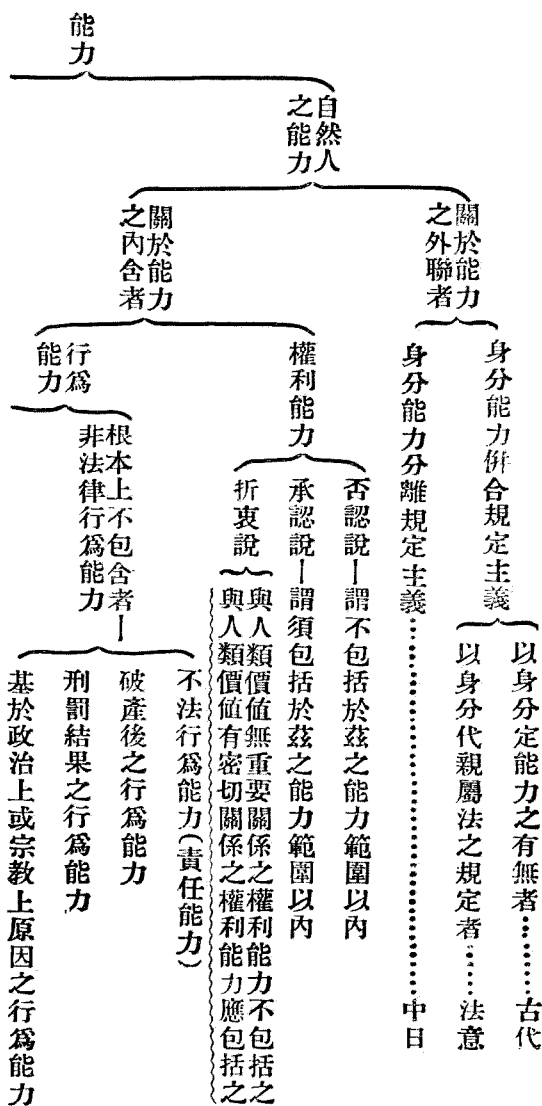 能力
自然人
之能力
關於能力
之外聯者
身分能力倂合規定主義
以身分定能力之有無者…………古代
以身分代親屬法之規定者……法意
身分能力分離規定主義…………………………中日
關於能力
之內含者
權利能力
否認說—謂不包括於茲之能力範圍以內
承認說—謂須包括於茲之能力範圍以內
折衷說
與人類價值無重要關係之權利能力不包括之
與人類價值有密切關係之權利能力應包括之
行爲
能力
根本上不包含者—
非法律行爲能力
不法行爲能力(責任能力)
破產後之行爲能力
刑罰結果之行爲能力
基於政治上或宗教上原因之行爲能力